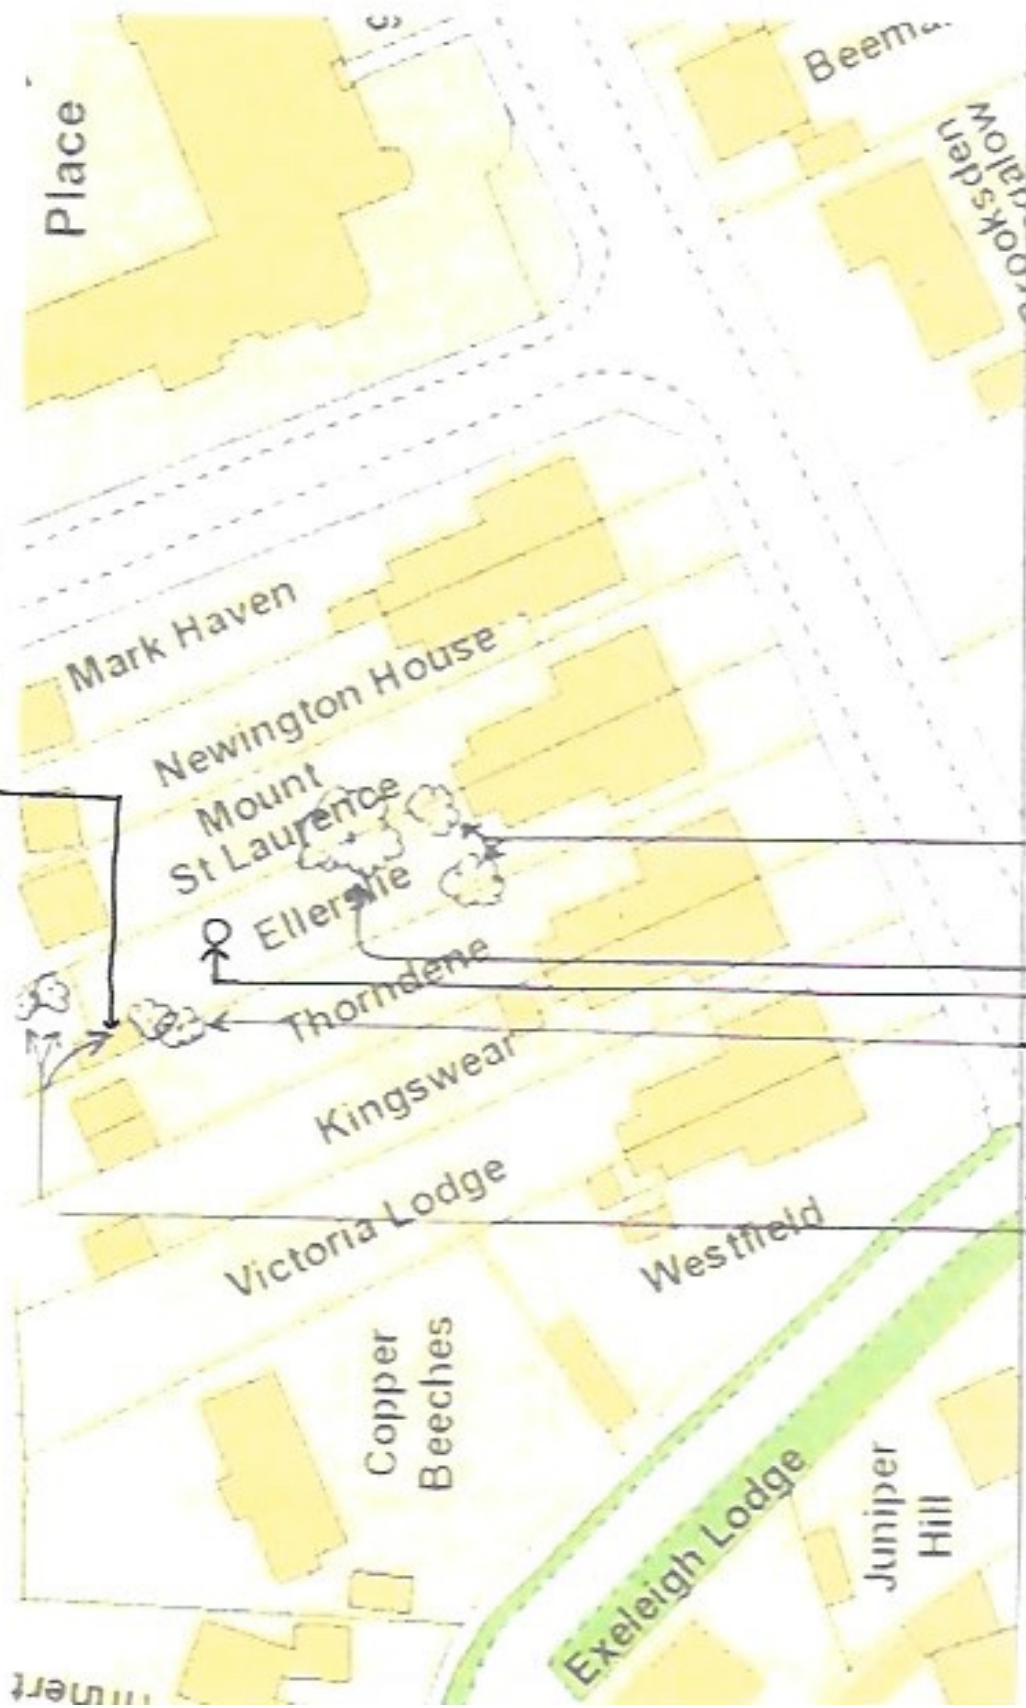 Place
Mark Haven
Newington House
Mount
St Laurence
Ellerslie
Thorndene
Kingswear
Victoria Lodge
Westfield
Copper
Beeches
Exeleigh Lodge
Juniper
Hill